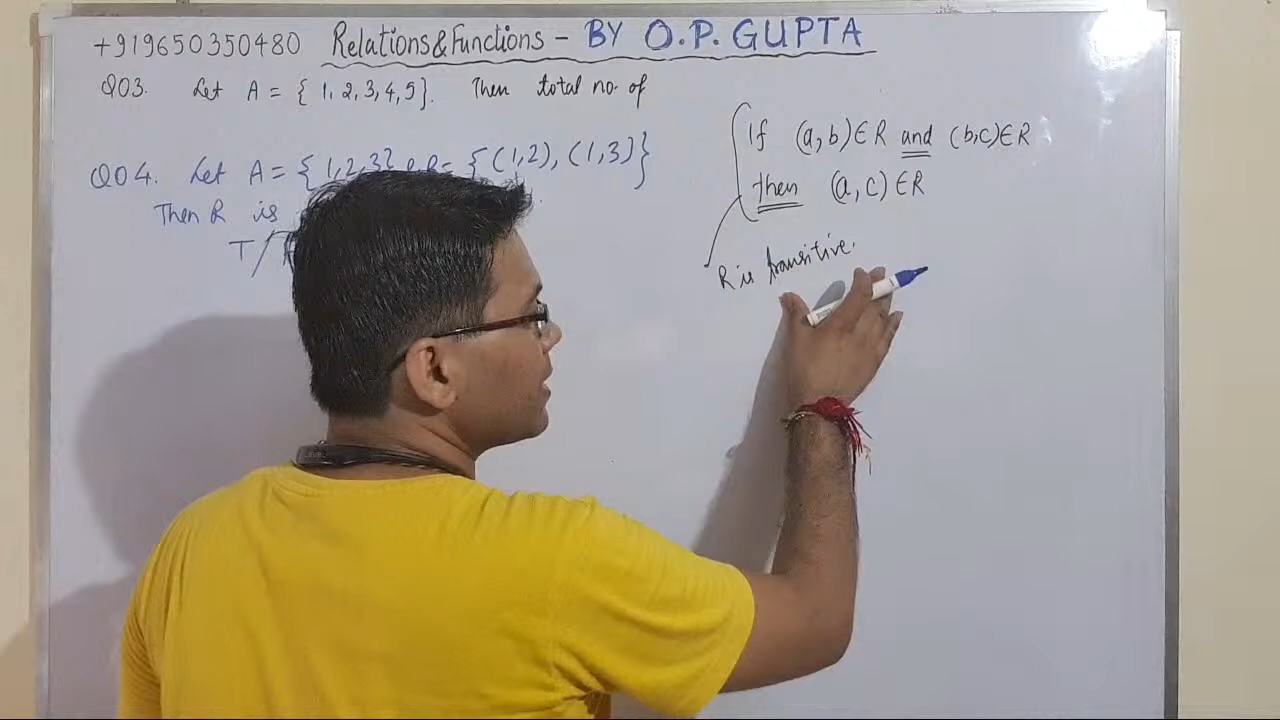 +919650350480 Relations & Functions - BY O.P. GUPTA
Q03. Let A = { 1, 2, 3, 4, 5}. Then total no. of
Q04. Let A = {1,2,3} R = {(1,2), (1,3)}
Then R is
T/
If (a,b)∈R and (b,c)∈R
then (a,c)∈R
R is transitive.